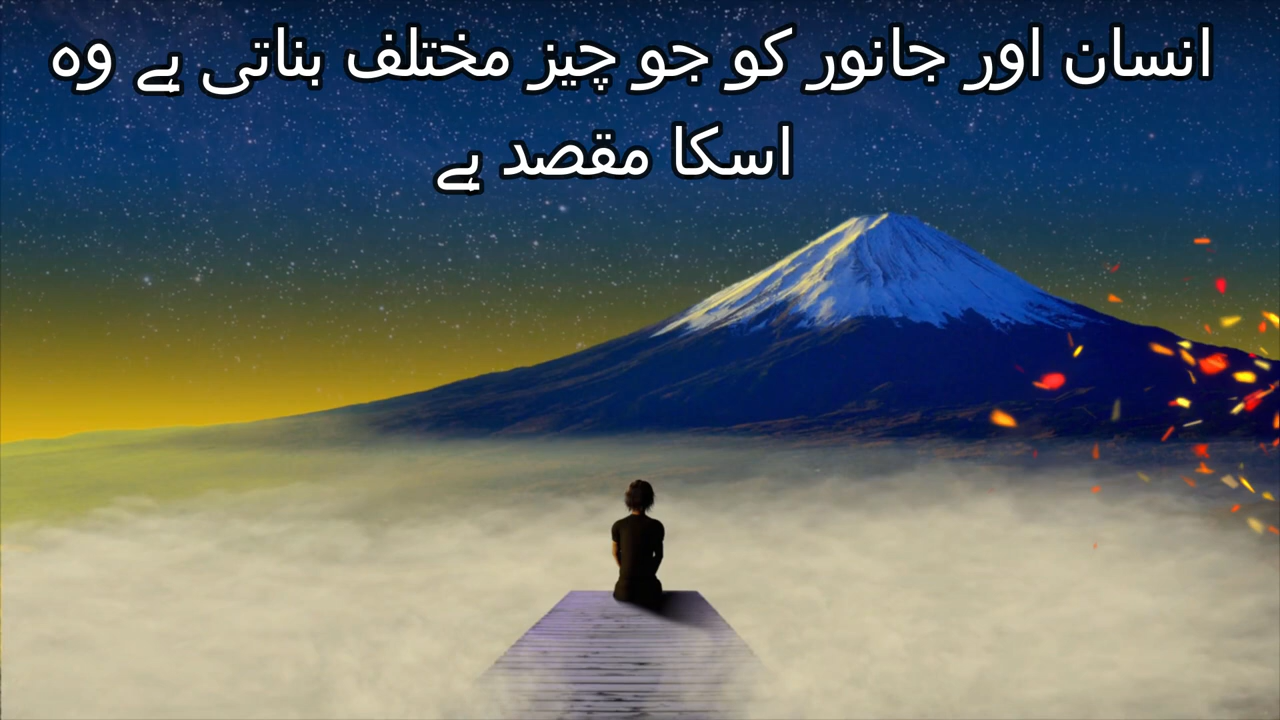 انسان اور جانور کو جو چیز مختلف بناتی ہے وہ
اسکا مقصد ہے